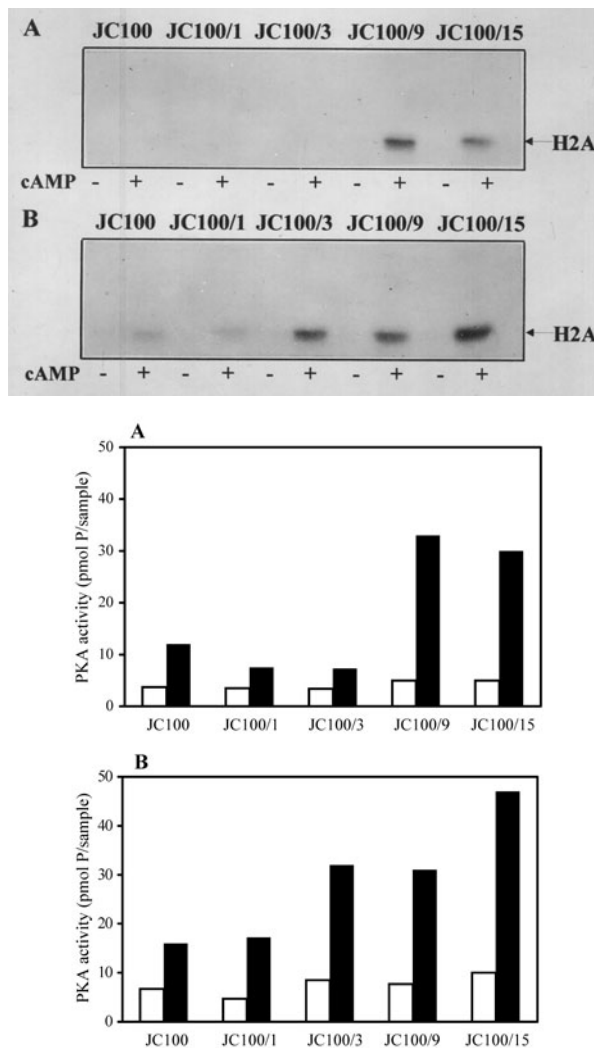 A JC100 JC100/1 JC100/3 JC100/9 JC100/15
H2A
cAMP - + - + - + - + - +
B JC100 JC100/1 JC100/3 JC100/9 JC100/15
H2A
cAMP - + - + - + - + - +
A
PKA activity (pmol P/sample)
50
40
30
20
10
0
JC100 JC100/1 JC100/3 JC100/9 JC100/15
B
PKA activity (pmol P/sample)
50
40
30
20
10
0
JC100 JC100/1 JC100/3 JC100/9 JC100/15